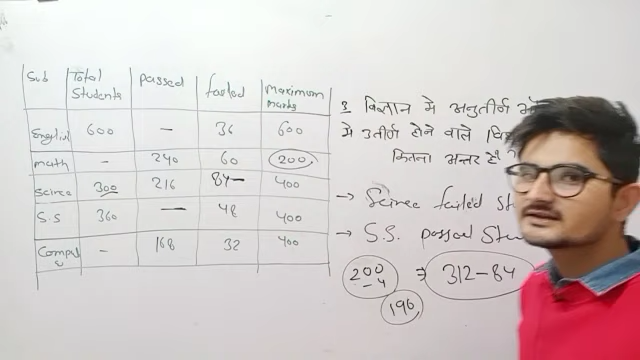 Sub Total Students passed failed Maximum Marks
English 600 — 36 600
math - 240 60 200
Science 300 216 84 — 400
S.S 360 — 48 400
Comp - 168 32 400
3 विज्ञान में अनुतीर्ण
में उतीर्ण होने वाले
कितना अन्तर है ?
→ Science failed
→ S.S. passed Stu
200 - 4 ⇒ 312 - 84
196